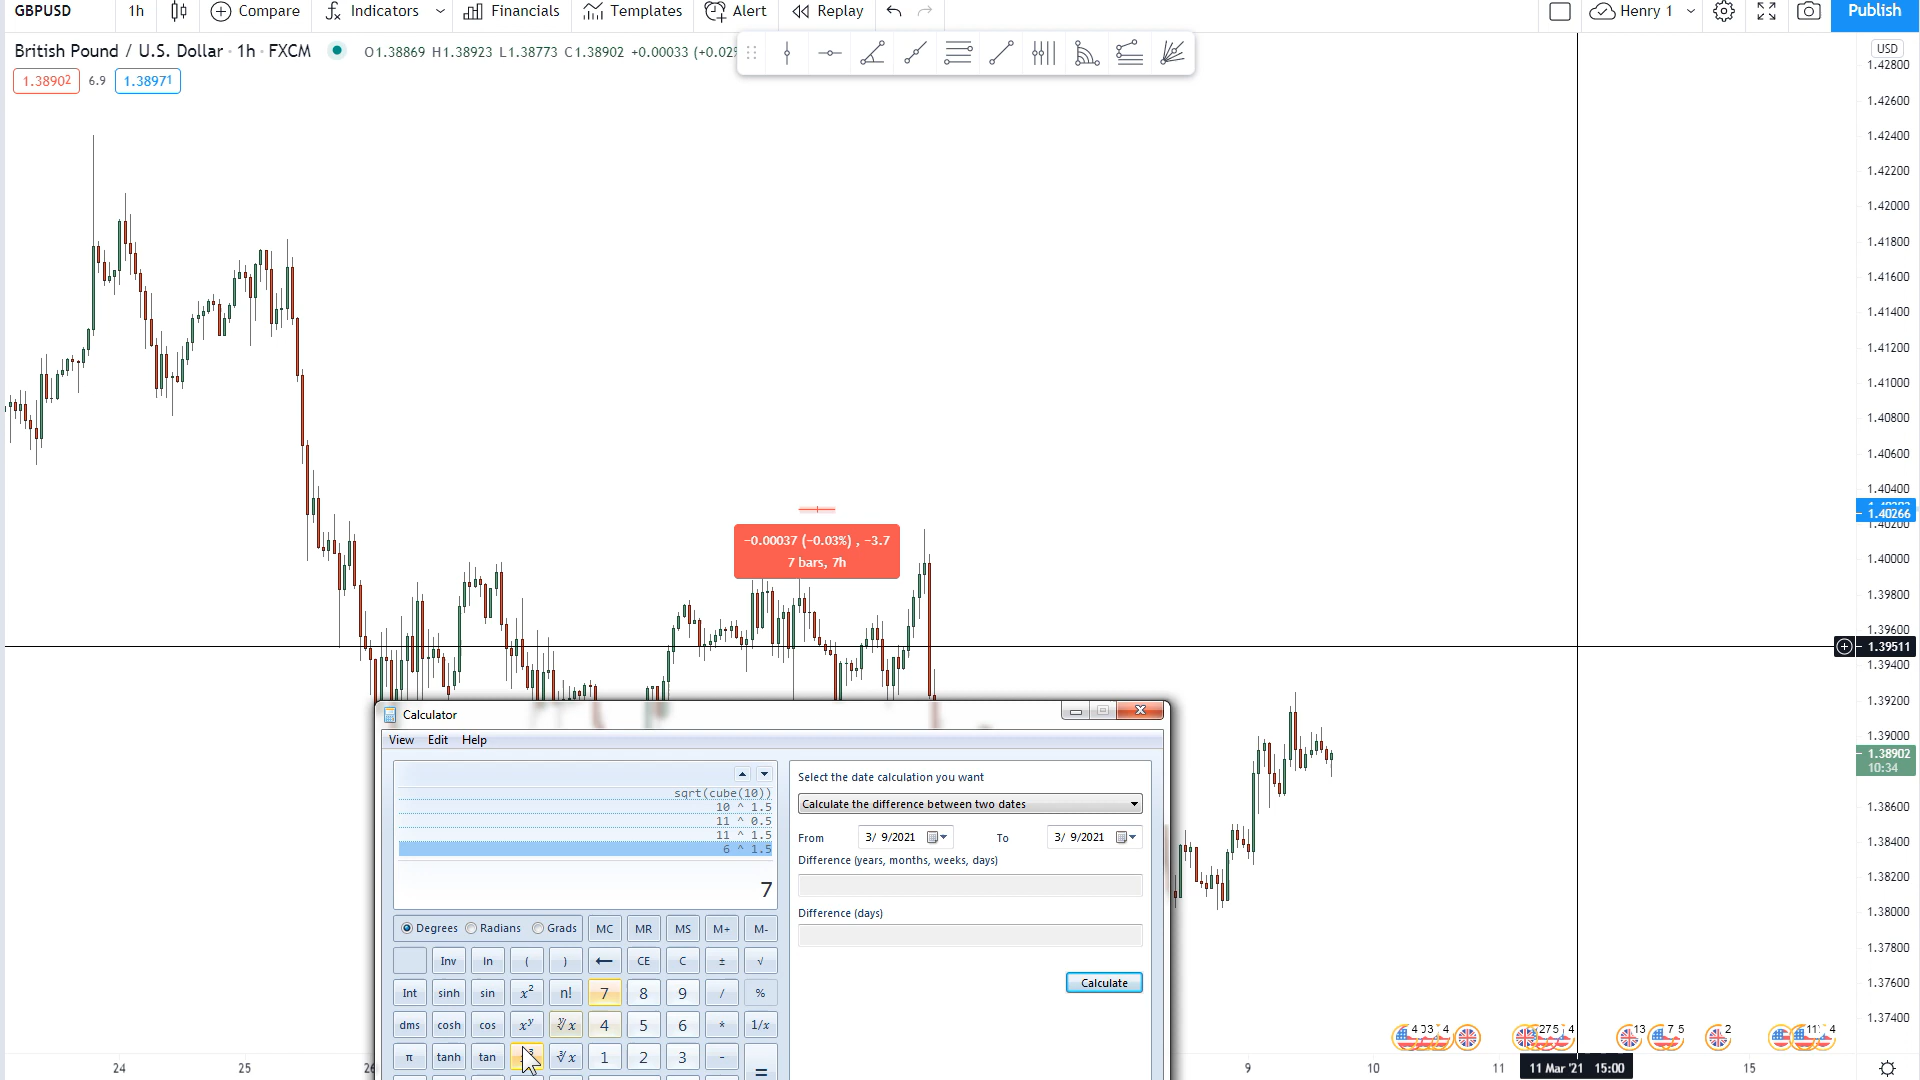 GBPUSD 1h Compare Indicators Financials Templates Alert Replay Henry 1 Publish
British Pound / U.S. Dollar · 1h · FXCM O1.38869 H1.38923 L1.38773 C1.38902 +0.00033 (+0.02%
1.38902 6.9 1.38971
USD
1.42800
1.42600
1.42400
1.42200
1.42000
1.41800
1.41600
1.41400
1.41200
1.41000
1.40800
1.40600
1.40400
1.40266
1.40200
1.40000
1.39800
1.39600
1.39511
1.39400
1.39200
1.39000
1.38902
10:34
1.38600
1.38400
1.38200
1.38000
1.37800
1.37600
1.37400
−0.00037 (−0.03%) , −3.7
7 bars, 7h
Calculator
View Edit Help
sqrt(cube(10))
10 ^ 1.5
11 ^ 0.5
11 ^ 1.5
6 ^ 1.5
7
Degrees Radians Grads MC MR MS M+ M-
Inv ln ( ) ← CE C ± √
Int sinh sin x² n! 7 8 9 / %
dms cosh cos xʸ ʸ√x 4 5 6 * 1/x
π tanh tan ³√x 1 2 3 - =
Select the date calculation you want
Calculate the difference between two dates
From 3/ 9/2021 To 3/ 9/2021
Difference (years, months, weeks, days)
Difference (days)
Calculate
24 25 26 9 10 11 11 Mar '21 15:00 15